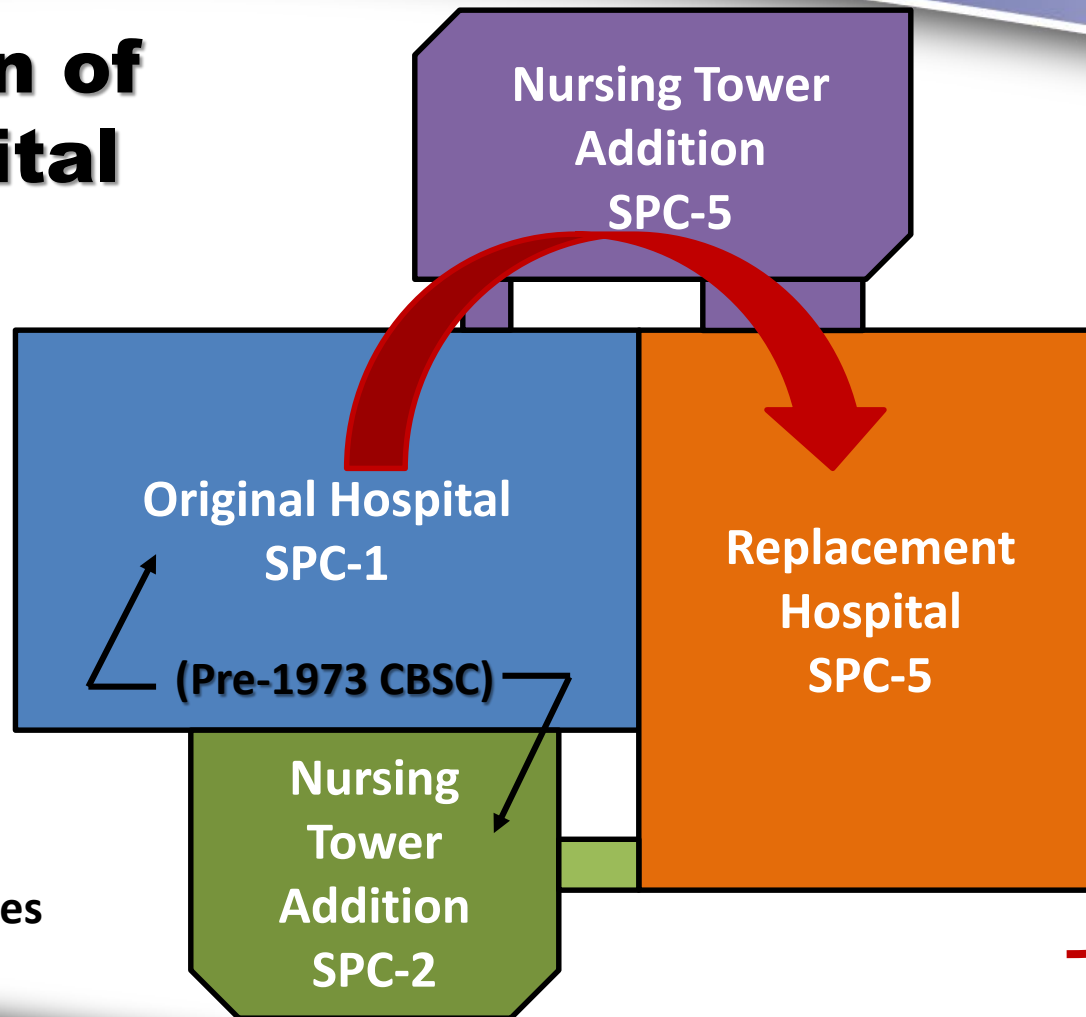 n of
ital
Nursing Tower
Addition
SPC-5
Original Hospital
SPC-1
(Pre-1973 CBSC)
Replacement
Hospital
SPC-5
Nursing
Tower
Addition
SPC-2
es